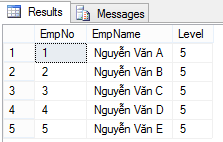 Results Messages
EmpNo EmpName Level
1 1 Nguyễn Văn A 5
2 2 Nguyễn Văn B 5
3 3 Nguyễn Văn C 5
4 4 Nguyễn Văn D 5
5 5 Nguyễn Văn E 5